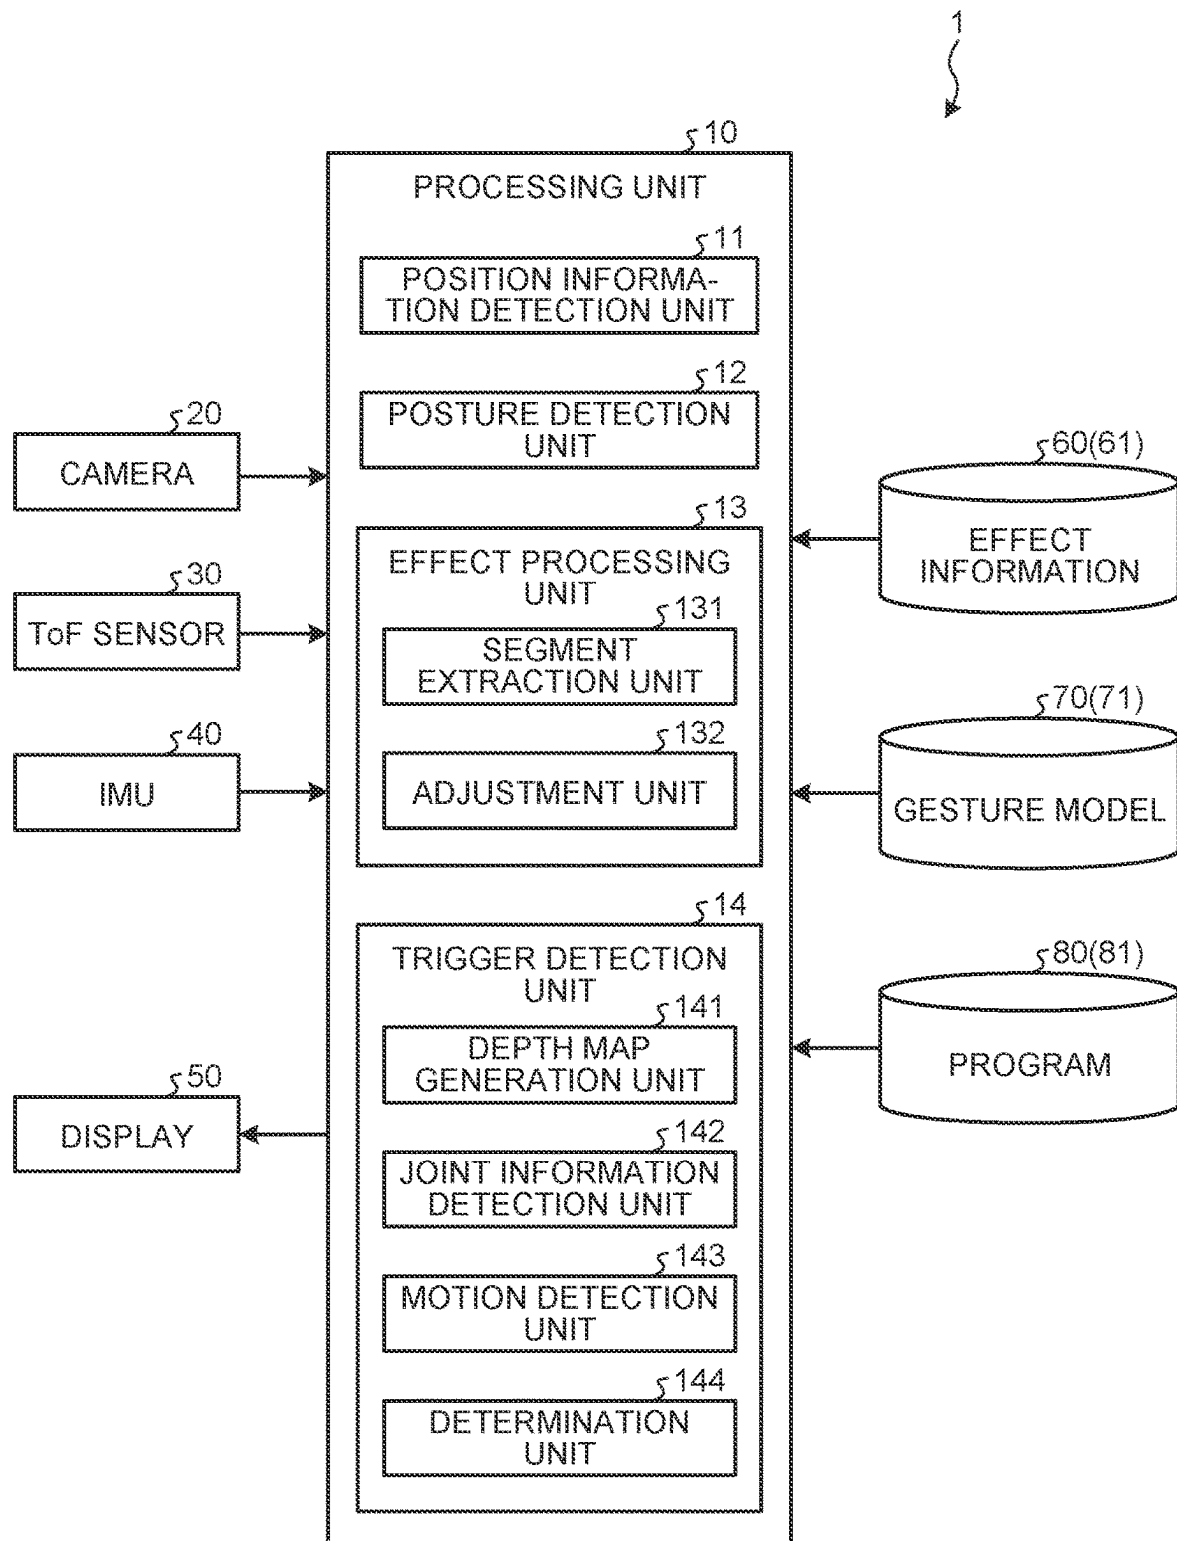 1
10
PROCESSING UNIT
11
POSITION INFORMA-
TION DETECTION UNIT
12
POSTURE DETECTION
UNIT
20
CAMERA
30
ToF SENSOR
40
IMU
50
DISPLAY
13
EFFECT PROCESSING
UNIT
131
SEGMENT
EXTRACTION UNIT
132
ADJUSTMENT UNIT
14
TRIGGER DETECTION
UNIT
141
DEPTH MAP
GENERATION UNIT
142
JOINT INFORMATION
DETECTION UNIT
143
MOTION DETECTION
UNIT
144
DETERMINATION
UNIT
60(61)
EFFECT
INFORMATION
70(71)
GESTURE MODEL
80(81)
PROGRAM